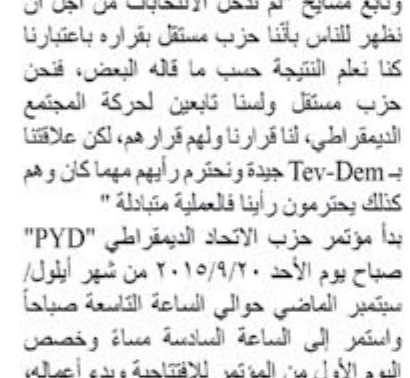 وتابع مشايخ "لم ندخل الانتخابات من أجل أن
نظهر للناس بأننا حزب مستقل بقراره باعتبارنا
كنا نعلم النتيجة حسب ما قاله البعض، فنحن
حزب مستقل ولسنا تابعين لحركة المجتمع
الديمقراطي، لنا قرارنا ولهم قرارهم، لكن علاقتنا
بـ Tev-Dem جيدة ونحترم رأيهم مهما كان وهم
كذلك يحترمون رأينا فالعملية متبادلة "
بدأ مؤتمر حزب الاتحاد الديمقراطي "PYD"
صباح يوم الأحد ٢٠١٥/٩/٢٠ من شهر أيلول/
سبتمبر الماضي حوالي الساعة التاسعة صباحاً
واستمر إلى الساعة السادسة مساءً وخصص
اليوم الأول من المؤتمر للافتتاحية وبدء أعماله،